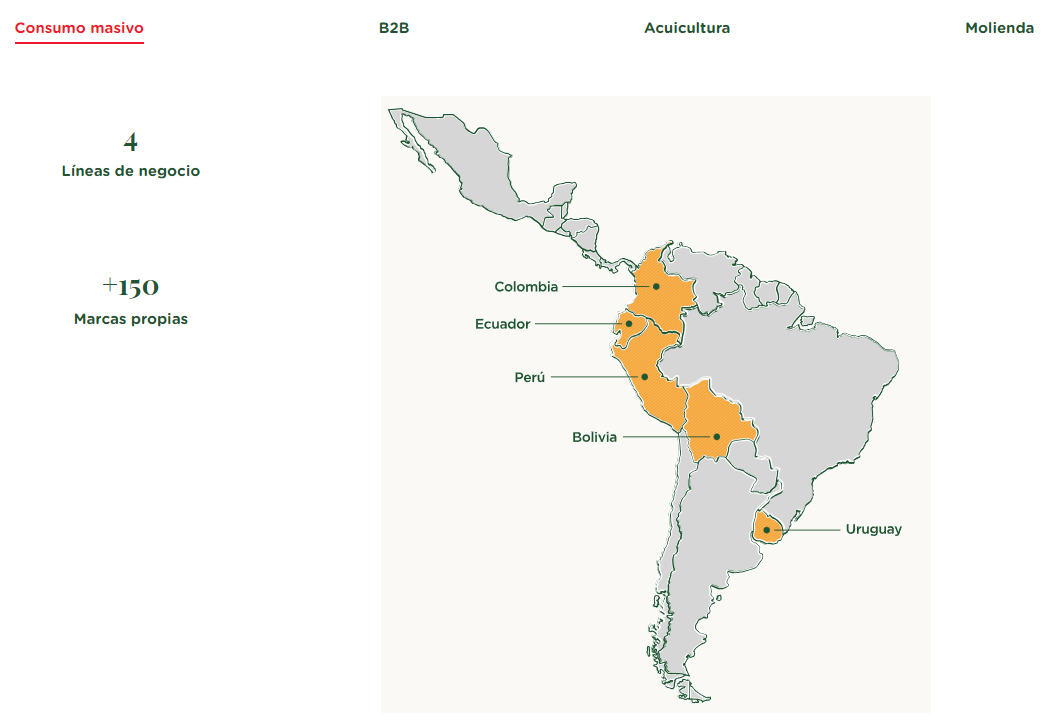 Consumo masivo
B2B
Acuicultura
Molienda
4
Líneas de negocio
+150
Marcas propias
Colombia
Ecuador
Perú
Bolivia
Uruguay